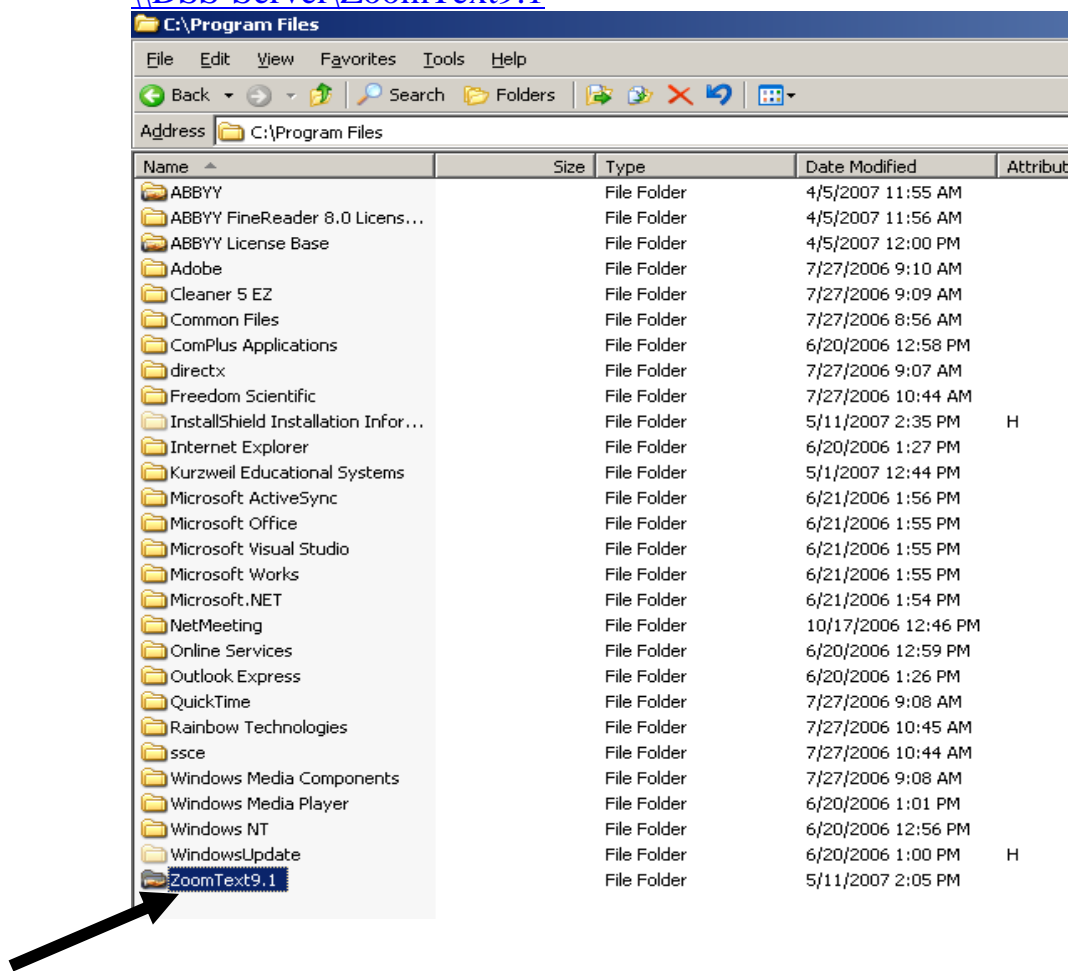 \\DSS-Server\ZoomText9.1
C:\Program Files
File Edit View Favorites Tools Help
Back Search Folders
Address C:\Program Files
Name Size Type Date Modified Attribut
ABBYY File Folder 4/5/2007 11:55 AM
ABBYY FineReader 8.0 Licens... File Folder 4/5/2007 11:56 AM
ABBYY License Base File Folder 4/5/2007 12:00 PM
Adobe File Folder 7/27/2006 9:10 AM
Cleaner 5 EZ File Folder 7/27/2006 9:09 AM
Common Files File Folder 7/27/2006 8:56 AM
ComPlus Applications File Folder 6/20/2006 12:58 PM
directx File Folder 7/27/2006 9:07 AM
Freedom Scientific File Folder 7/27/2006 10:44 AM
InstallShield Installation Infor... File Folder 5/11/2007 2:35 PM H
Internet Explorer File Folder 6/20/2006 1:27 PM
Kurzweil Educational Systems File Folder 5/1/2007 12:44 PM
Microsoft ActiveSync File Folder 6/21/2006 1:56 PM
Microsoft Office File Folder 6/21/2006 1:55 PM
Microsoft Visual Studio File Folder 6/21/2006 1:55 PM
Microsoft Works File Folder 6/21/2006 1:55 PM
Microsoft.NET File Folder 6/21/2006 1:54 PM
NetMeeting File Folder 10/17/2006 12:46 PM
Online Services File Folder 6/20/2006 12:59 PM
Outlook Express File Folder 6/20/2006 1:26 PM
QuickTime File Folder 7/27/2006 9:08 AM
Rainbow Technologies File Folder 7/27/2006 10:45 AM
ssce File Folder 7/27/2006 10:44 AM
Windows Media Components File Folder 7/27/2006 9:08 AM
Windows Media Player File Folder 6/20/2006 1:01 PM
Windows NT File Folder 6/20/2006 12:56 PM
WindowsUpdate File Folder 6/20/2006 1:00 PM H
ZoomText9.1 File Folder 5/11/2007 2:05 PM